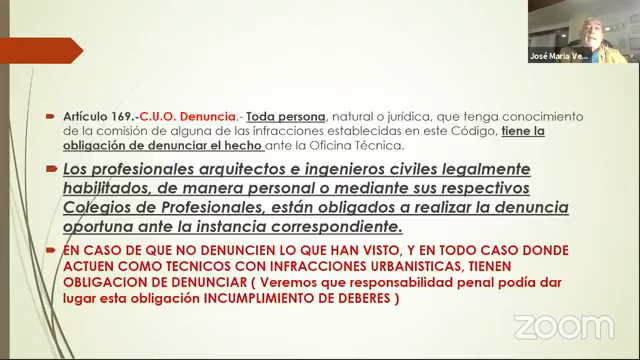 José Maria Ve...
Artículo 169.-C.U.O. Denuncia.- Toda persona, natural o jurídica, que tenga conocimiento
de la comisión de alguna de las infracciones establecidas en este Código, tiene la
obligación de denunciar el hecho ante la Oficina Técnica.
Los profesionales arquitectos e ingenieros civiles legalmente
habilitados, de manera personal o mediante sus respectivos
Colegios de Profesionales, están obligados a realizar la denuncia
oportuna ante la instancia correspondiente.
EN CASO DE QUE NO DENUNCIEN LO QUE HAN VISTO, Y EN TODO CASO DONDE
ACTUEN COMO TECNICOS CON INFRACCIONES URBANISTICAS, TIENEN
OBLIGACION DE DENUNCIAR ( Veremos que responsabilidad penal podía dar
lugar esta obligación INCUMPLIMIENTO DE DEBERES )
zoom